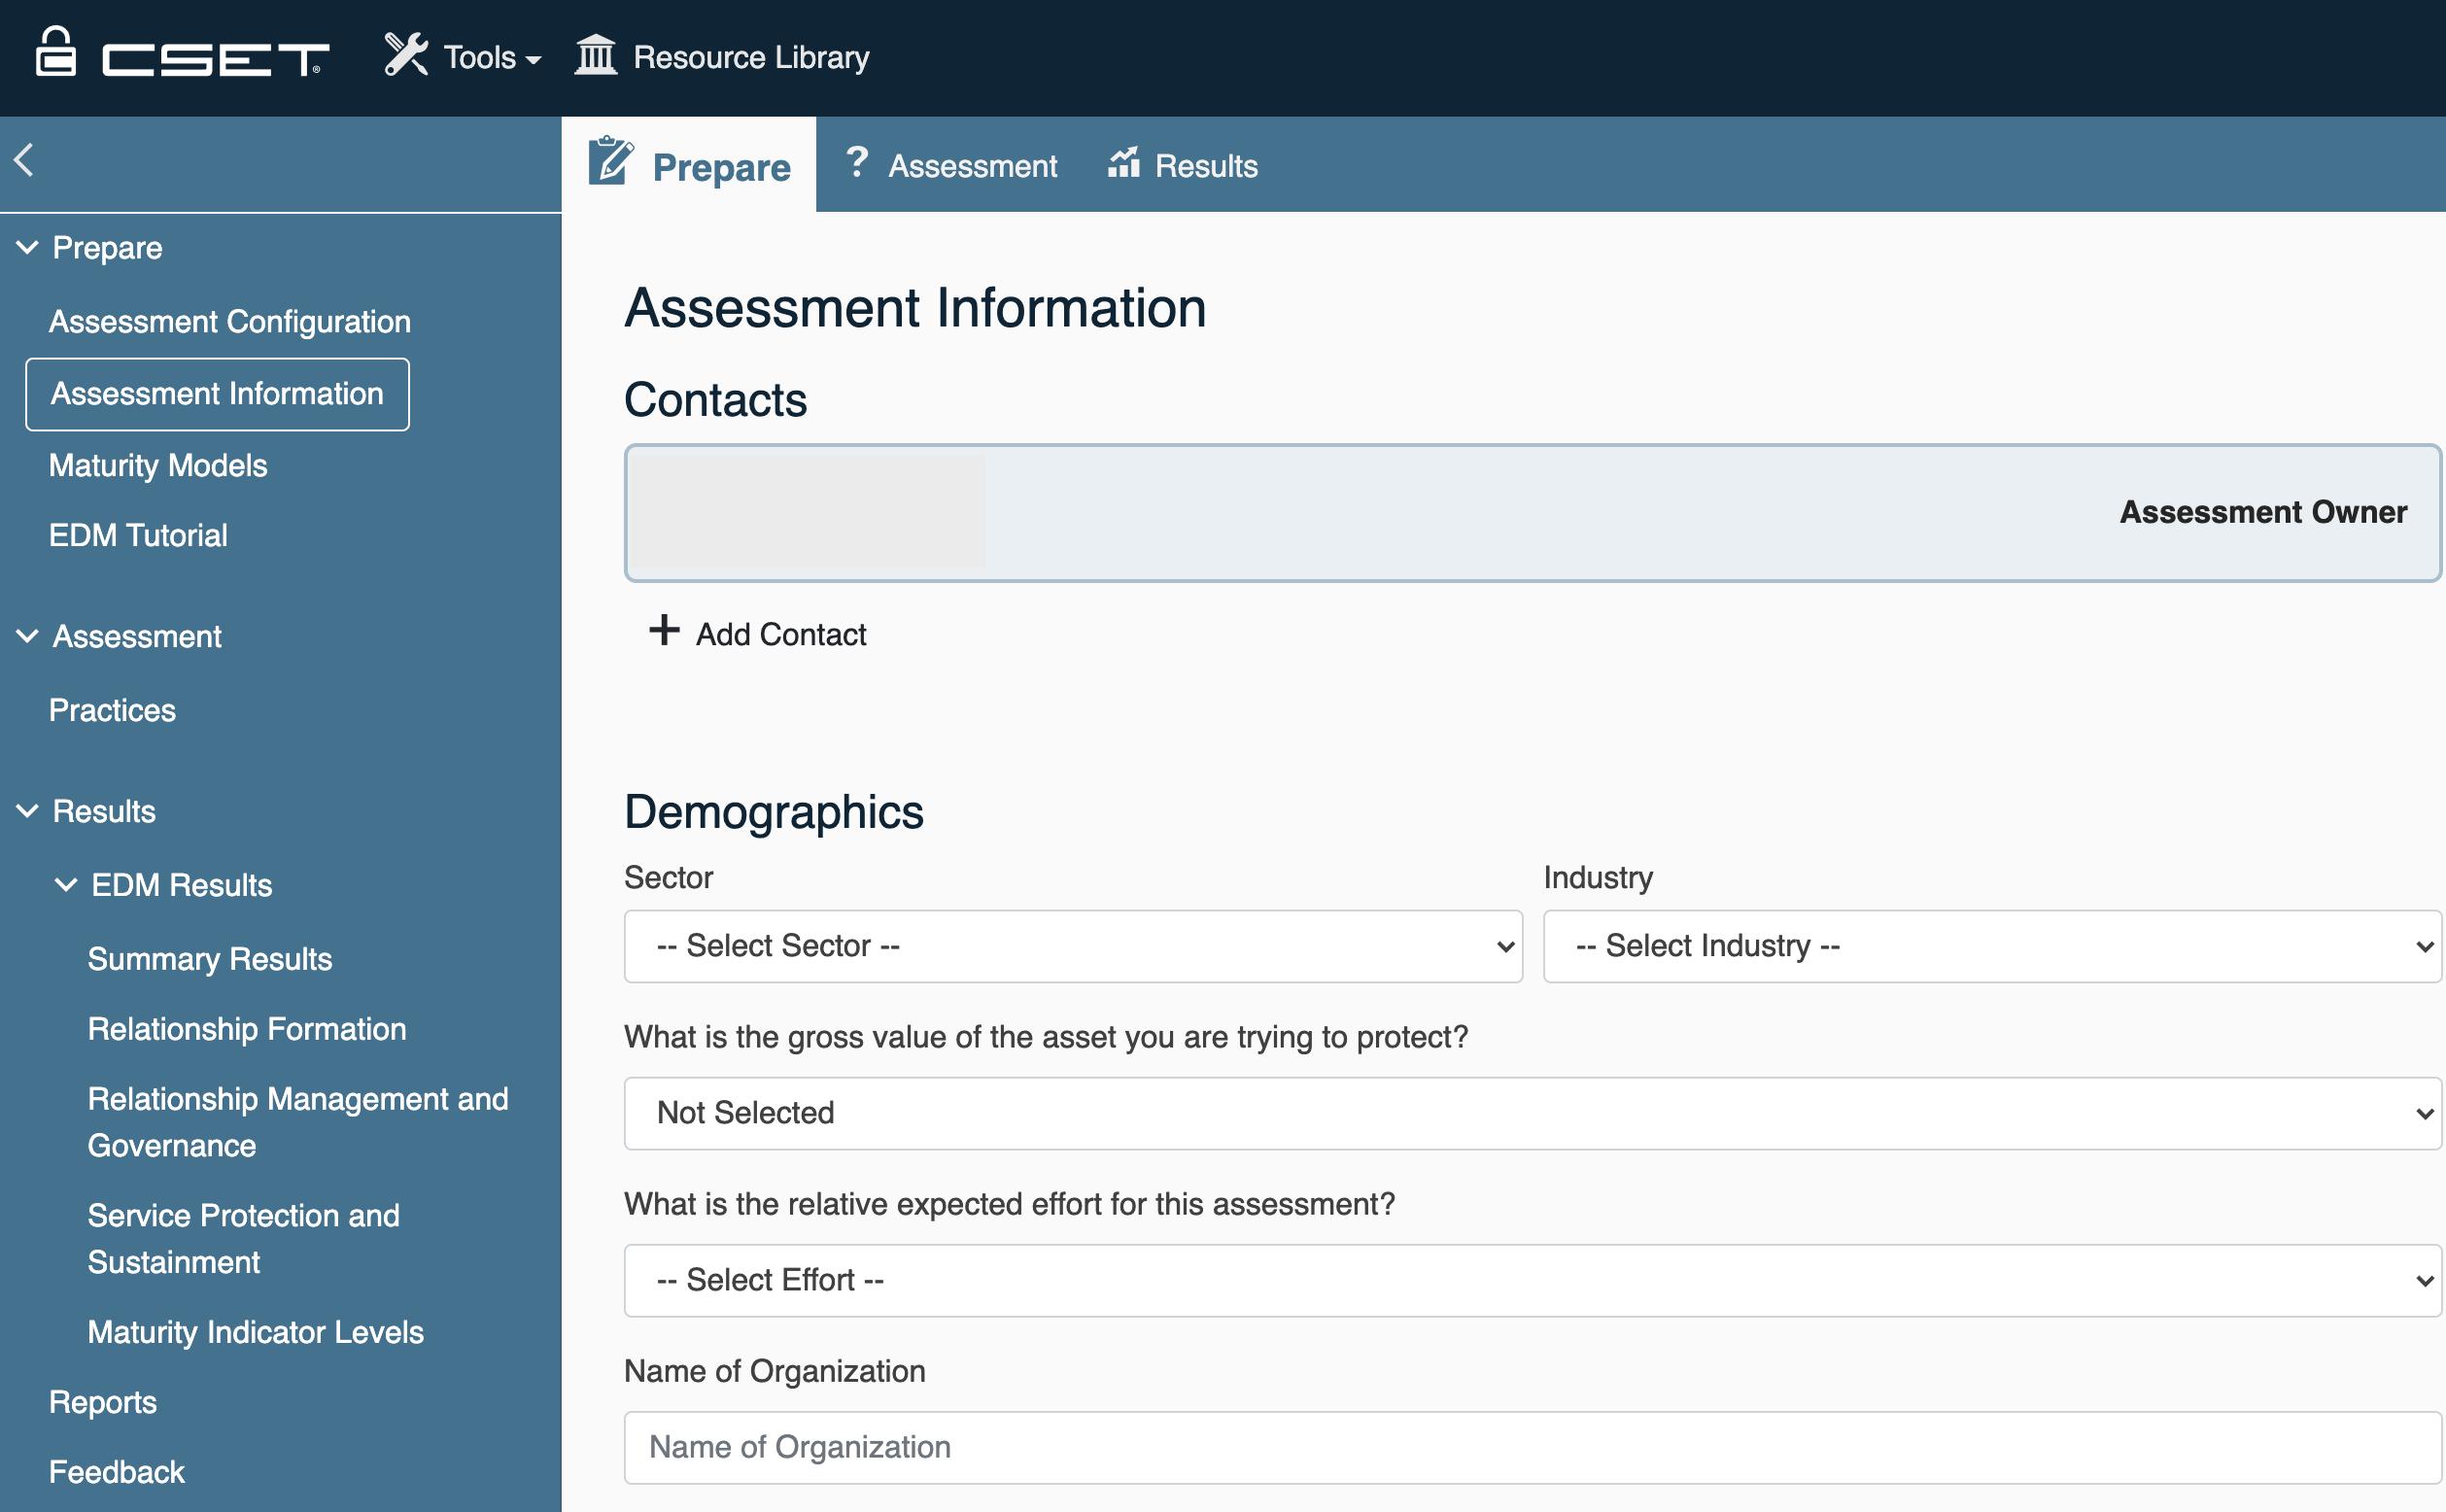 CSET®
Tools
Resource Library
Prepare
Assessment
Results
Prepare
Assessment Configuration
Assessment Information
Maturity Models
EDM Tutorial
Assessment
Practices
Results
EDM Results
Summary Results
Relationship Formation
Relationship Management and
Governance
Service Protection and
Sustainment
Maturity Indicator Levels
Reports
Feedback
Assessment Information
Contacts
Assessment Owner
+ Add Contact
Demographics
Sector
Industry
-- Select Sector --
-- Select Industry --
What is the gross value of the asset you are trying to protect?
Not Selected
What is the relative expected effort for this assessment?
-- Select Effort --
Name of Organization
Name of Organization